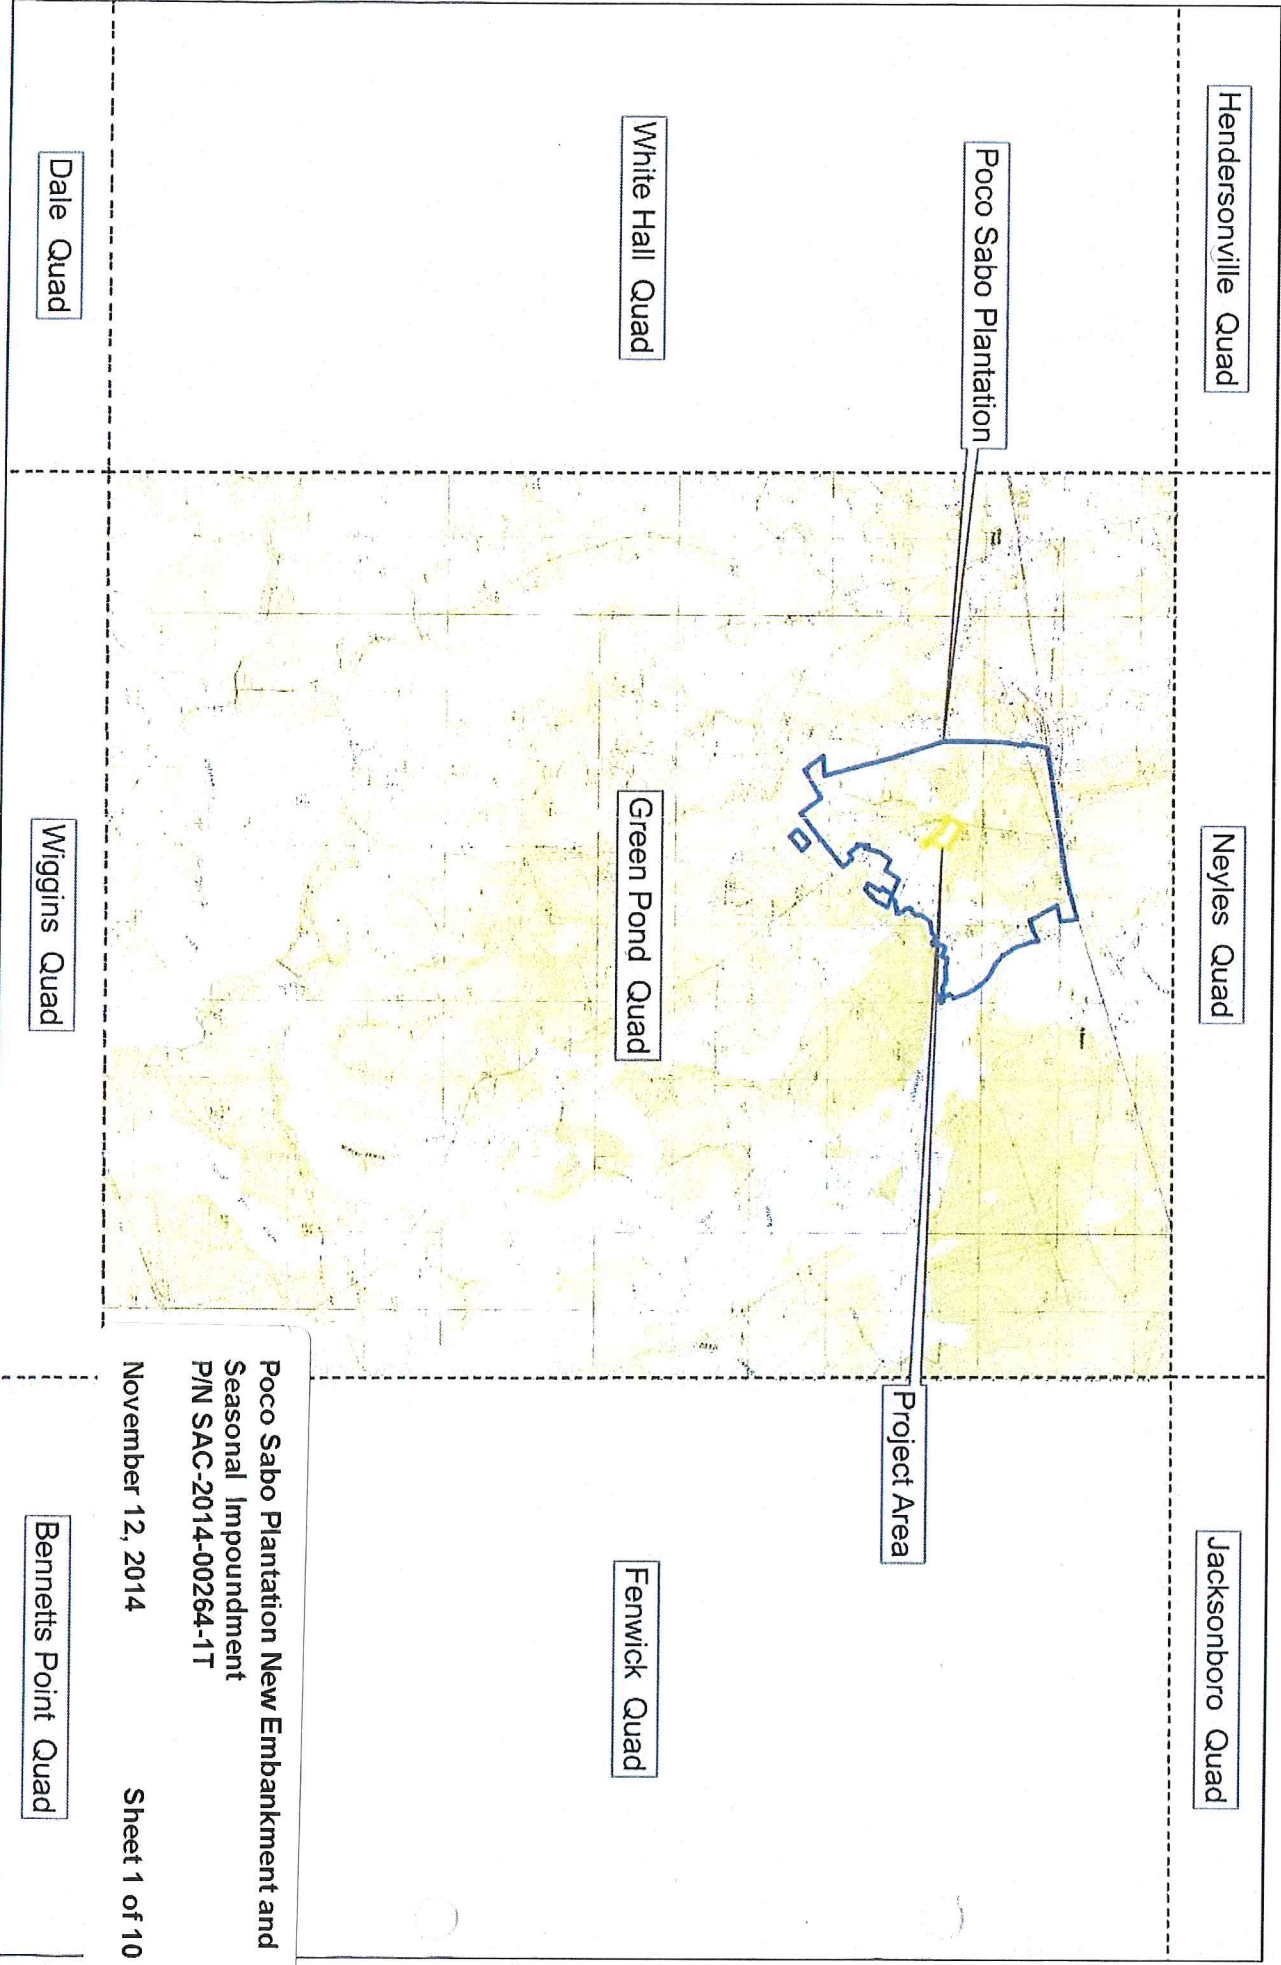 Hendersonville Quad
Neyles Quad
Jacksonboro Quad
Poco Sabo Plantation
Project Area
White Hall Quad
Green Pond Quad
Fenwick Quad
Poco Sabo Plantation New Embankment and
Seasonal Impoundment
P/N SAC-2014-00264-1T
November 12, 2014 Sheet 1 of 10
Dale Quad
Wiggins Quad
Bennetts Point Quad